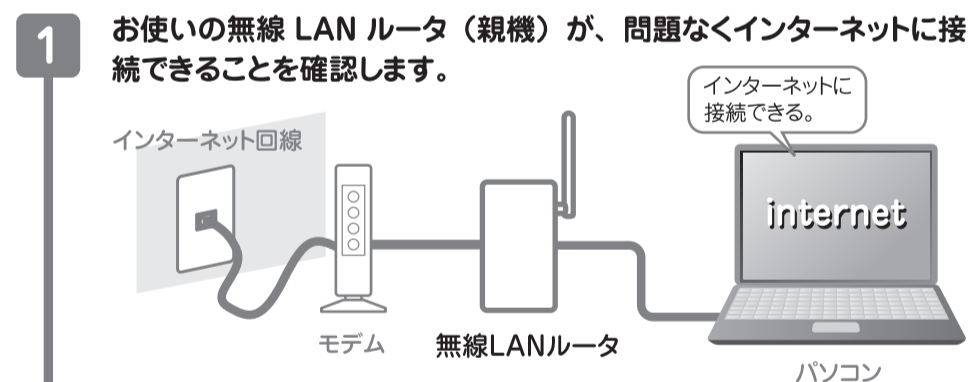 1
お使いの無線 LAN ルータ（親機）が、問題なくインターネットに接
続できることを確認します。
インターネットに
接続できる。
インターネット回線
internet
モデム
無線LANルータ
パソコン